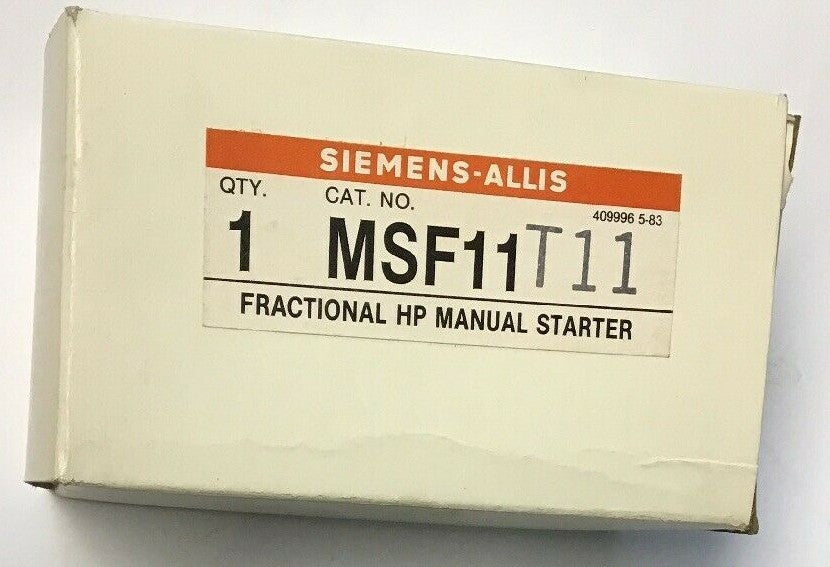 SIEMENS-ALLIS
QTY. CAT. NO. 409996 5-83
1 MSF11T11
FRACTIONAL HP MANUAL STARTER